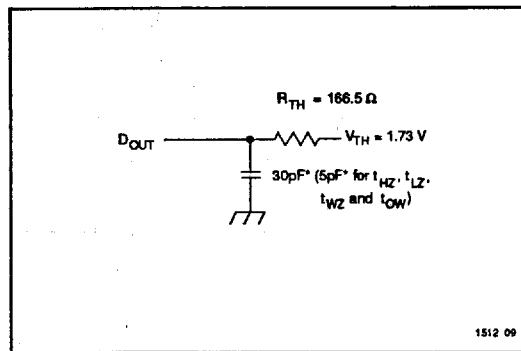 R_TH = 166.5 Ω
D_OUT
V_TH = 1.73 V
30pF* (5pF* for t_HZ, t_LZ,
t_WZ and t_OW)
1512 09